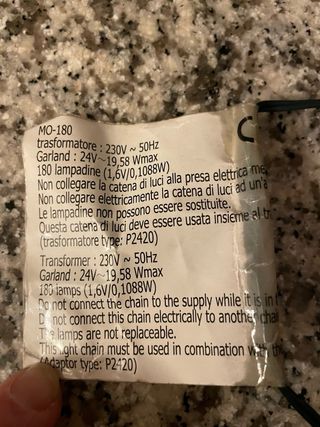 MO-180
trasformatore : 230V ~ 50Hz
Garland : 24V~19,58 Wmax
180 lampadine (1,6V/0,1088W)
Non collegare la catena di luci alla presa elettrica me
Non collegare elettricamente la catena di luci ad un'a
Le lampadine non possono essere sostituite.
Questa catena di luci deve essere usata insieme al tr
(trasformatore type: P2420)
Transformer : 230V ~ 50Hz
Garland : 24V~19,58 Wmax
180 lamps (1,6V/0,1088W)
Do not connect the chain to the supply while it is in t
Do not connect this chain electrically to another chai
The lamps are not replaceable.
This light chain must be used in combination with the
(Adaptor type: P2420)